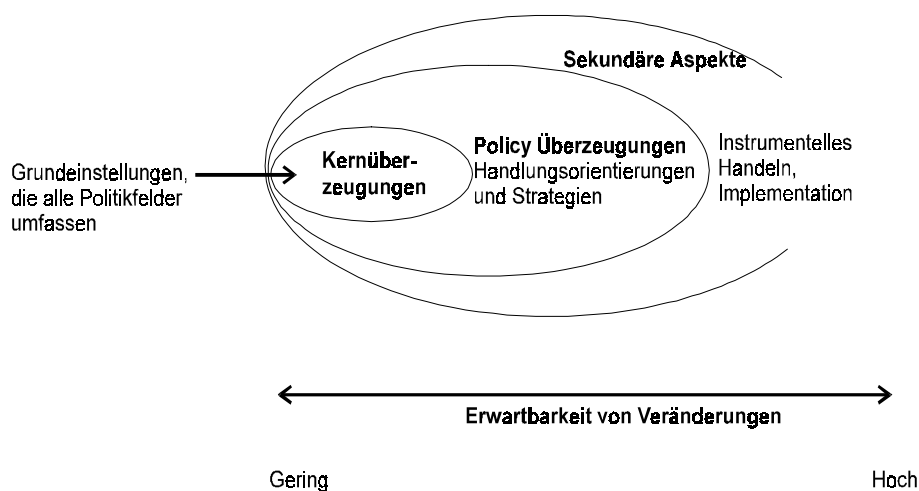 Sekundäre Aspekte
Grundeinstellungen,
die alle Politikfelder
umfassen
Kernüber-
zeugungen
Policy Überzeugungen
Handlungsorientierungen
und Strategien
Instrumentelles
Handeln,
Implementation
Erwartbarkeit von Veränderungen
Gering
Hoch